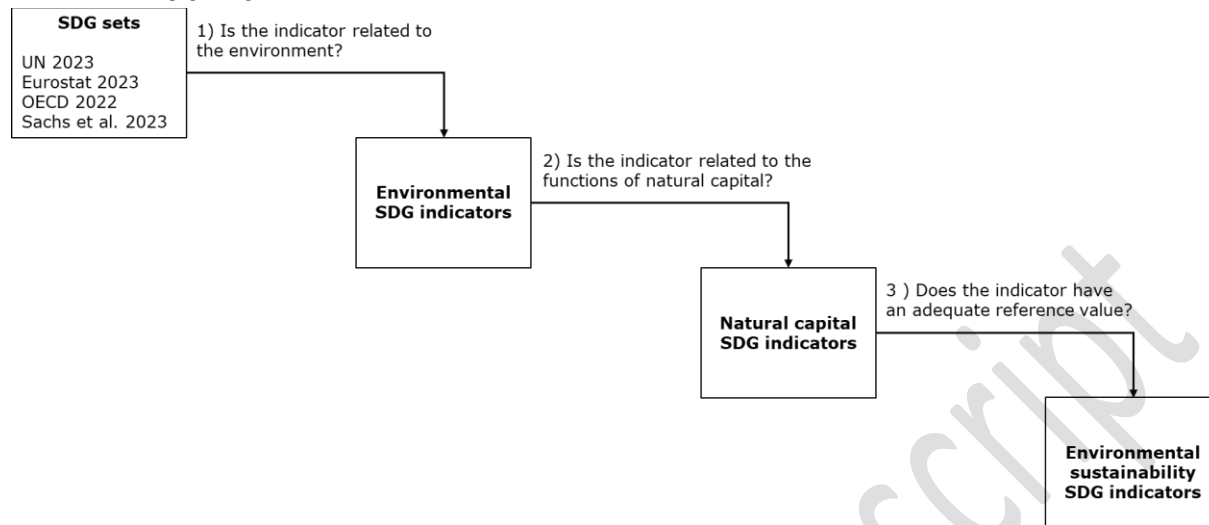 SDG sets
UN 2023
Eurostat 2023
OECD 2022
Sachs et al. 2023
1) Is the indicator related to
the environment?
Environmental
SDG indicators
2) Is the indicator related to the
functions of natural capital?
Natural capital
SDG indicators
3 ) Does the indicator have
an adequate reference value?
Environmental
sustainability
SDG indicators
cript